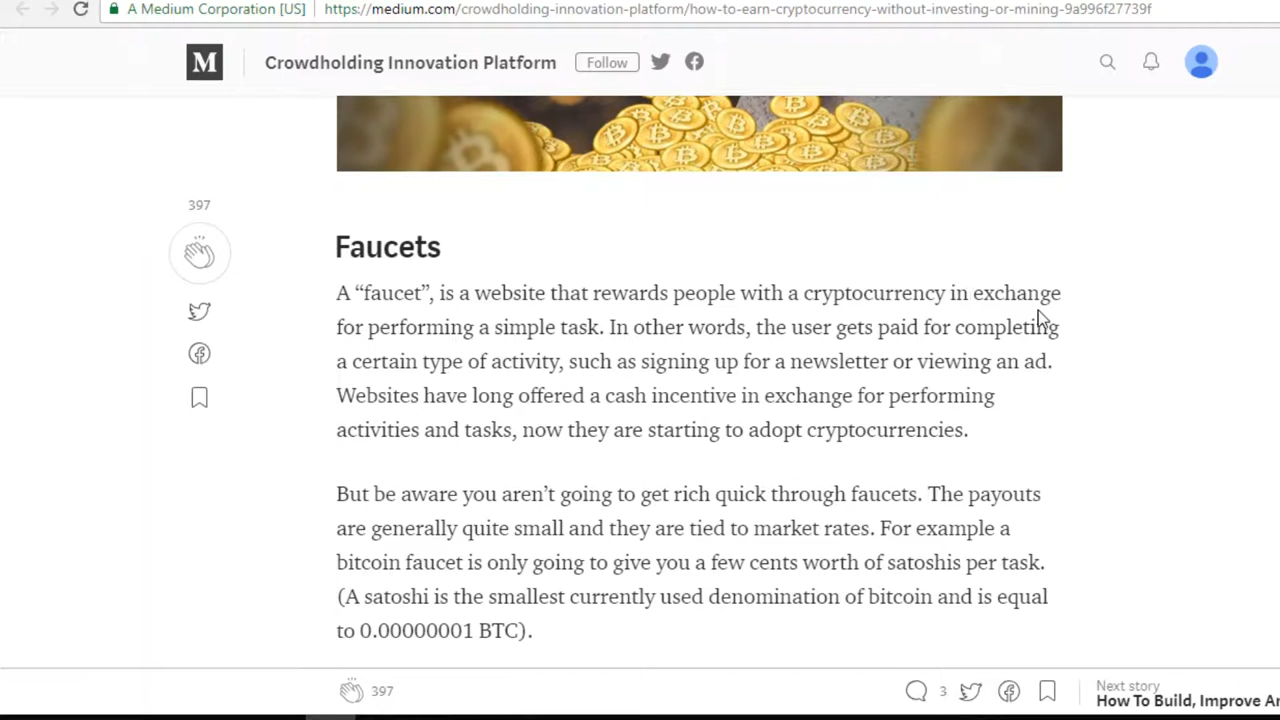 A Medium Corporation [US] https://medium.com/crowdholding-innovation-platform/how-to-earn-cryptocurrency-without-investing-or-mining-9a996f27739f
M Crowdholding Innovation Platform Follow
397
Faucets
A “faucet”, is a website that rewards people with a cryptocurrency in exchange
for performing a simple task. In other words, the user gets paid for completing
a certain type of activity, such as signing up for a newsletter or viewing an ad.
Websites have long offered a cash incentive in exchange for performing
activities and tasks, now they are starting to adopt cryptocurrencies.
But be aware you aren’t going to get rich quick through faucets. The payouts
are generally quite small and they are tied to market rates. For example a
bitcoin faucet is only going to give you a few cents worth of satoshis per task.
(A satoshi is the smallest currently used denomination of bitcoin and is equal
to 0.00000001 BTC).
397 3
Next story
How To Build, Improve